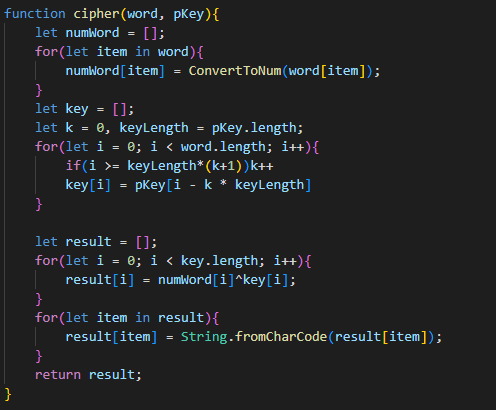 function cipher(word, pKey){
    let numWord = [];
    for(let item in word){
        numWord[item] = ConvertToNum(word[item]);
    }
    let key = [];
    let k = 0, keyLength = pKey.length;
    for(let i = 0; i < word.length; i++){
        if(i >= keyLength*(k+1))k++
        key[i] = pKey[i - k * keyLength]
    }

    let result = [];
    for(let i = 0; i < key.length; i++){
        result[i] = numWord[i]^key[i];
    }
    for(let item in result){
        result[item] = String.fromCharCode(result[item]);
    }
    return result;
}